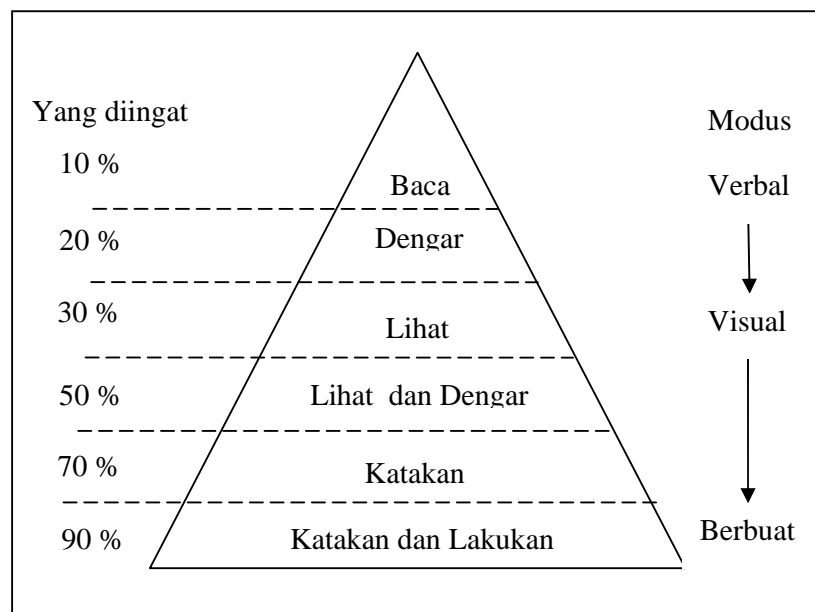 Yang diingat
Modus
10 %
Baca
Verbal
20 %
Dengar
30 %
Lihat
Visual
50 %
Lihat dan Dengar
70 %
Katakan
90 %
Katakan dan Lakukan
Berbuat